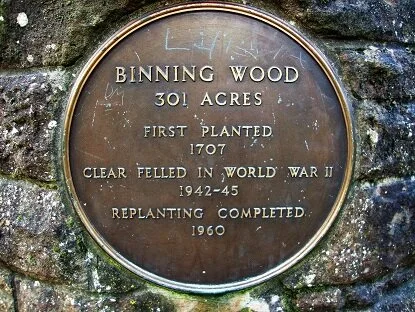 BINNING WOOD
301 ACRES
FIRST PLANTED
1707
CLEAR FELLED IN WORLD WAR II
1942-45
REPLANTING COMPLETED
1960